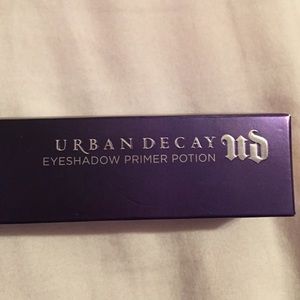 URBAN DECAY
EYESHADOW PRIMER POTION
UD